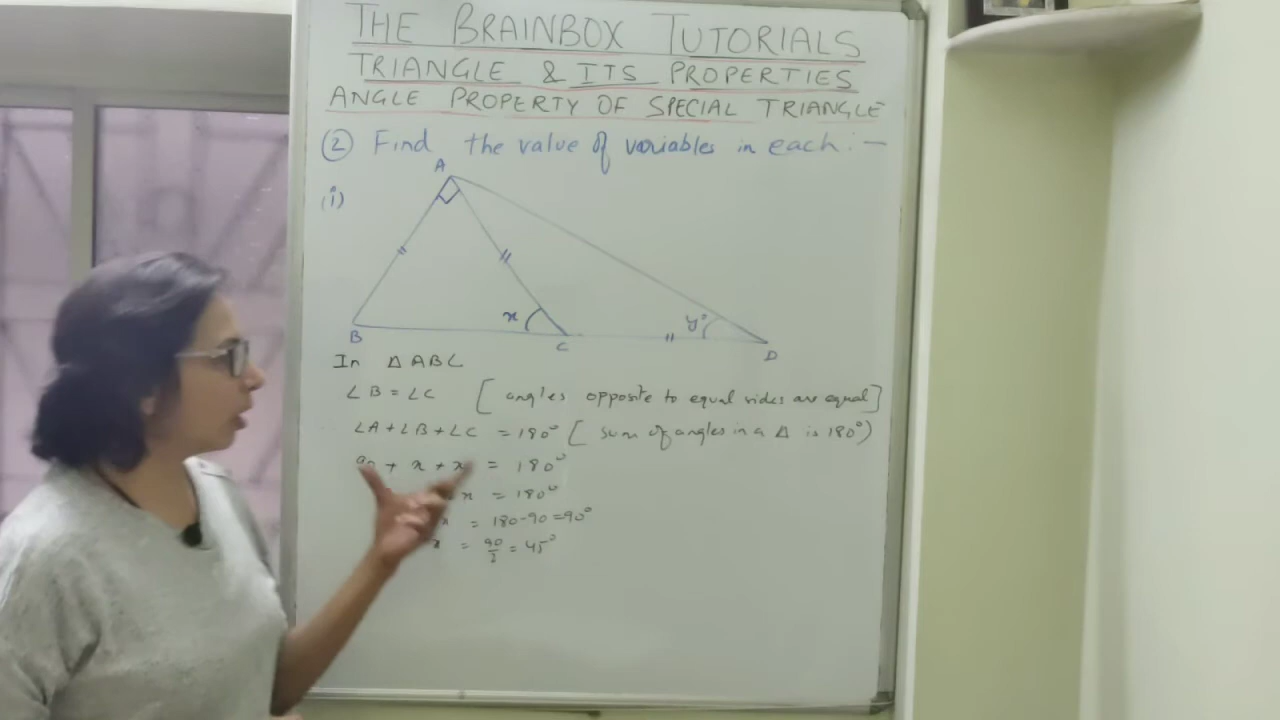 THE BRAINBOX TUTORIALS
TRIANGLE & ITS PROPERTIES
ANGLE PROPERTY OF SPECIAL TRIANGLE
② Find the value of variables in each :-
(i)
A
x
y°
B
C
D
In △ABC
∠B = ∠C [angles opposite to equal sides are equal]
∠A + ∠B + ∠C = 180° [sum of angles in a △ is 180°)
90 + x + x = 180°
x = 180°
= 180-90 = 90°
x = 90/2 = 45°